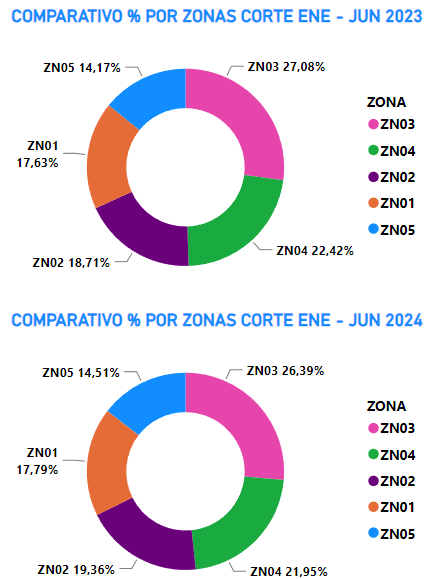 COMPARATIVO % POR ZONAS CORTE ENE - JUN 2023
ZN05 14,17%
ZN03 27,08%
ZN01
17,63%
ZN02 18,71%
ZN04 22,42%
ZONA
ZN03
ZN04
ZN02
ZN01
ZN05
COMPARATIVO % POR ZONAS CORTE ENE - JUN 2024
ZN05 14,51%
ZN03 26,39%
ZN01
17,79%
ZN02 19,36%
ZN04 21,95%
ZONA
ZN03
ZN04
ZN02
ZN01
ZN05